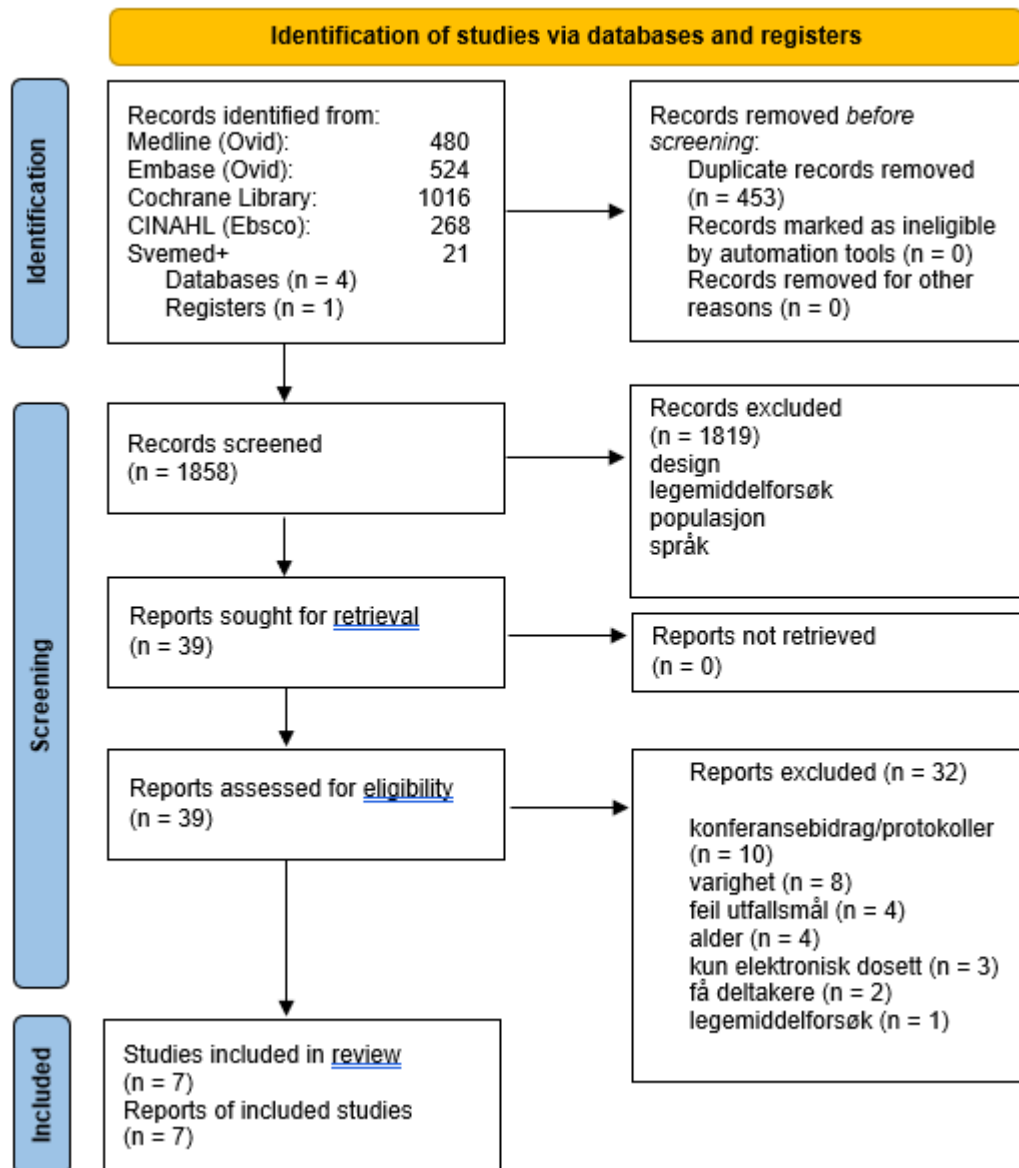 Identification of studies via databases and registers
Identification
Records identified from:
Medline (Ovid): 480
Embase (Ovid): 524
Cochrane Library: 1016
CINAHL (Ebsco): 268
Svemed+ 21
Databases (n = 4)
Registers (n = 1)
Records removed before
screening:
Duplicate records removed
(n = 453)
Records marked as ineligible
by automation tools (n = 0)
Records removed for other
reasons (n = 0)
Screening
Records screened
(n = 1858)
Records excluded
(n = 1819)
design
legemiddelforsøk
populasjon
språk
Reports sought for retrieval
(n = 39)
Reports not retrieved
(n = 0)
Reports assessed for eligibility
(n = 39)
Reports excluded (n = 32)
konferansebidrag/protokoller
(n = 10)
varighet (n = 8)
feil utfallsmål (n = 4)
alder (n = 4)
kun elektronisk dosett (n = 3)
få deltakere (n = 2)
legemiddelforsøk (n = 1)
Included
Studies included in review
(n = 7)
Reports of included studies
(n = 7)